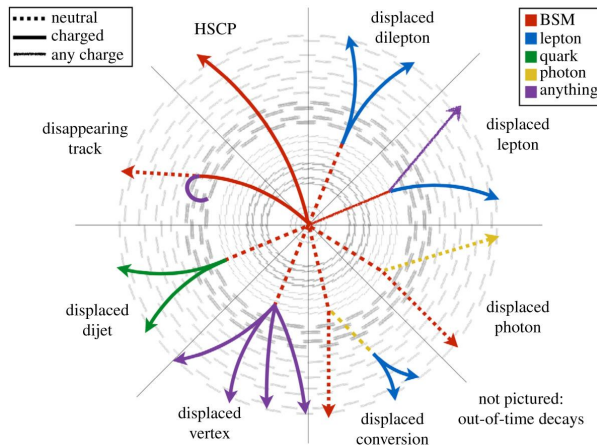 neutral
charged
any charge
HSCP
displaced
dilepton
BSM
lepton
quark
photon
anything
disappearing
track
displaced
lepton
displaced
dijet
displaced
photon
displaced
vertex
displaced
conversion
not pictured:
out-of-time decays